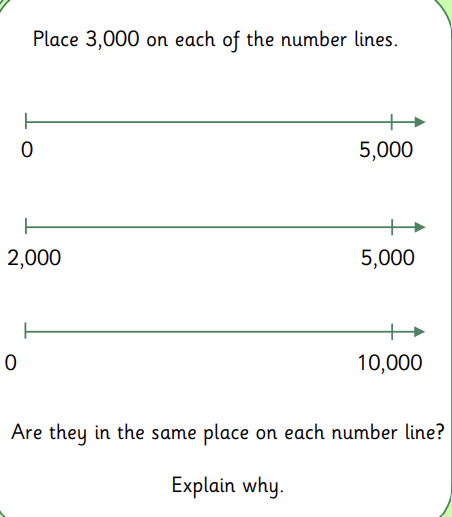 Place 3,000 on each of the number lines.
0 5,000
2,000 5,000
0 10,000
Are they in the same place on each number line?
Explain why.